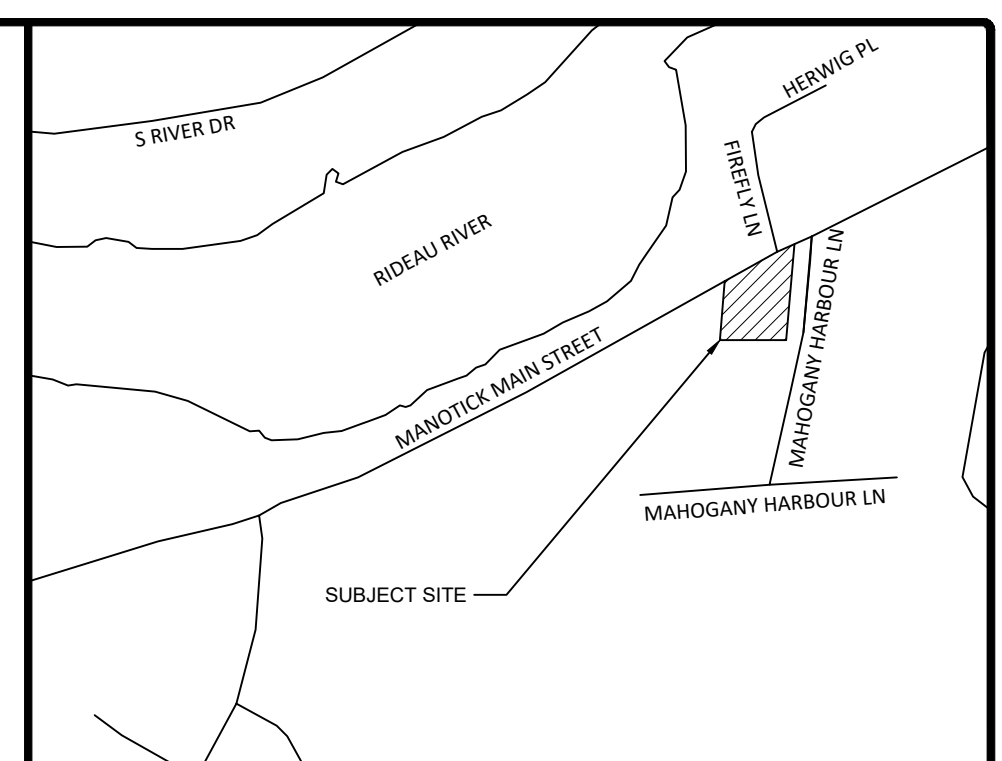 HERWIG PL
S RIVER DR
FIREFLY LN
RIDEAU RIVER
MAHOGANY HARBOUR LN
MANOTICK MAIN STREET
MAHOGANY HARBOUR LN
SUBJECT SITE